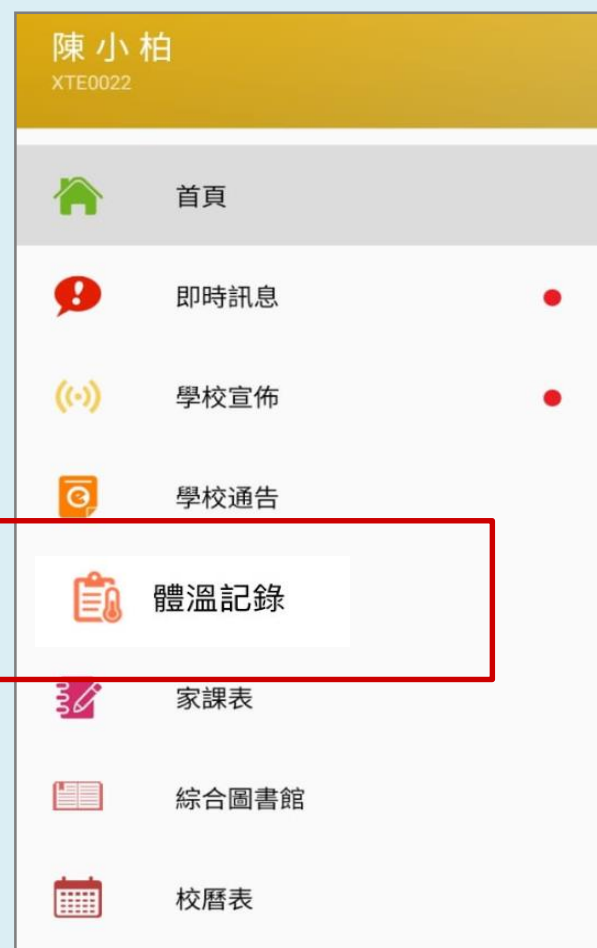 陳小柏
XTE0022
首頁
即時訊息
學校宣佈
學校通告
體溫記錄
家課表
綜合圖書館
校曆表